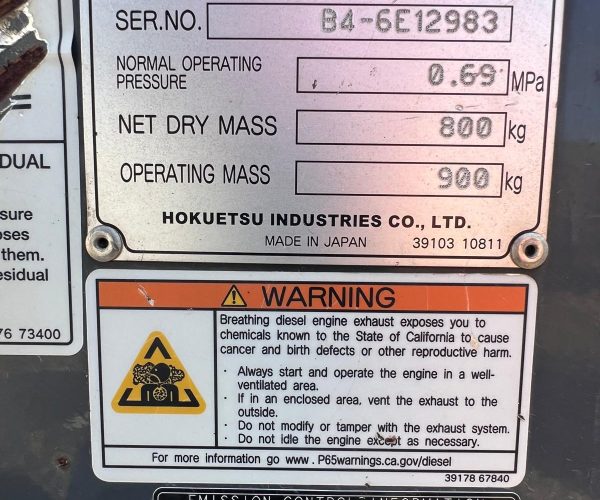 SER.NO. B4-6E12983
NORMAL OPERATING
PRESSURE 0.69 MPa
NET DRY MASS 800 kg
OPERATING MASS 900 kg
HOKUETSU INDUSTRIES CO., LTD.
MADE IN JAPAN 39103 10811
DUAL
sure
oses
them.
esidual
76 73400
WARNING
Breathing diesel engine exhaust exposes you to
chemicals known to the State of California to cause
cancer and birth defects or other reproductive harm.
· Always start and operate the engine in a well-
ventilated area.
· If in an enclosed area, vent the exhaust to the
outside.
· Do not modify or tamper with the exhaust system.
· Do not idle the engine except as necessary.
For more information go www . P65warnings.ca.gov/diesel
39178 67840
EMISSION CONTROL INFORMATION